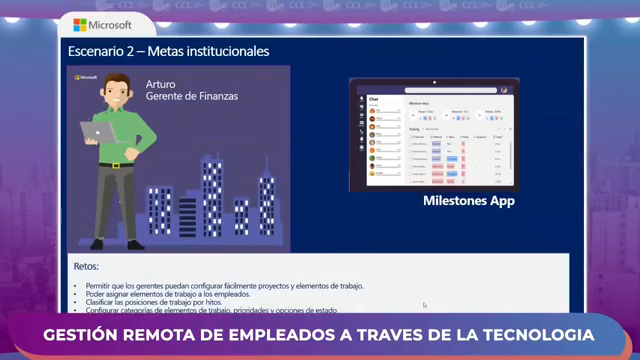 Microsoft
Escenario 2 – Metas institucionales
Microsoft
Arturo
Gerente de Finanzas
Chat
Milestones App
Retos:
• Permitir que los gerentes puedan configurar fácilmente proyectos y elementos de trabajo.
• Poder asignar elementos de trabajo a los empleados.
• Clasificar las posiciones de trabajo por hitos.
• Configurar categorías de elementos de trabajo, prioridades y opciones de estado
GESTIÓN REMOTA DE EMPLEADOS A TRAVES DE LA TECNOLOGIA